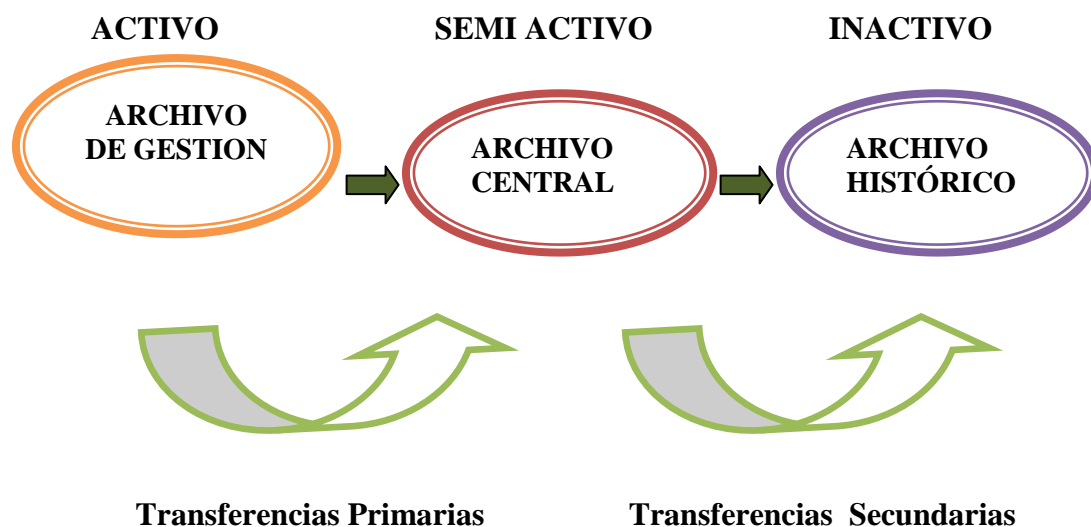 ACTIVO
SEMI ACTIVO
INACTIVO
ARCHIVO
DE GESTION
ARCHIVO
CENTRAL
ARCHIVO
HISTÓRICO
Transferencias Primarias
Transferencias Secundarias